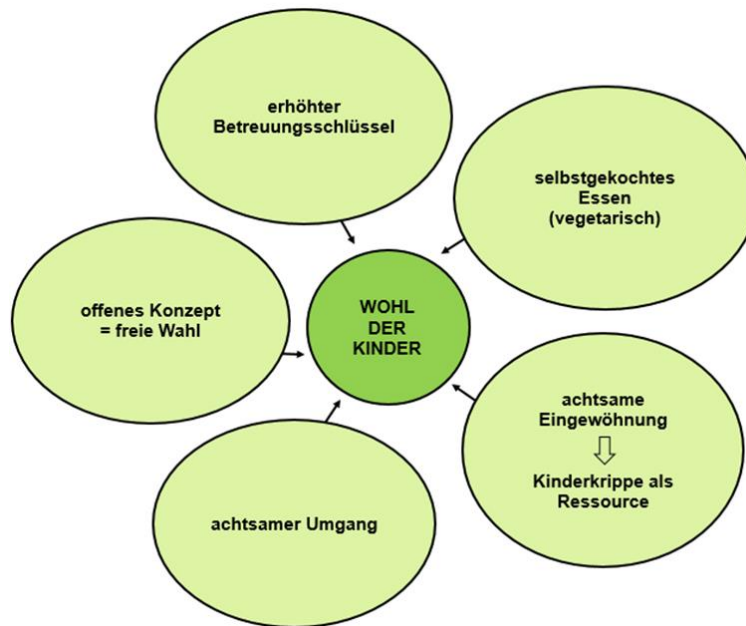 erhöhter
Betreuungsschlüssel
selbstgekochtes
Essen
(vegetarisch)
offenes Konzept
= freie Wahl
WOHL
DER
KINDER
achtsame
Eingewöhnung
Kinderkrippe als
Ressource
achtsamer Umgang